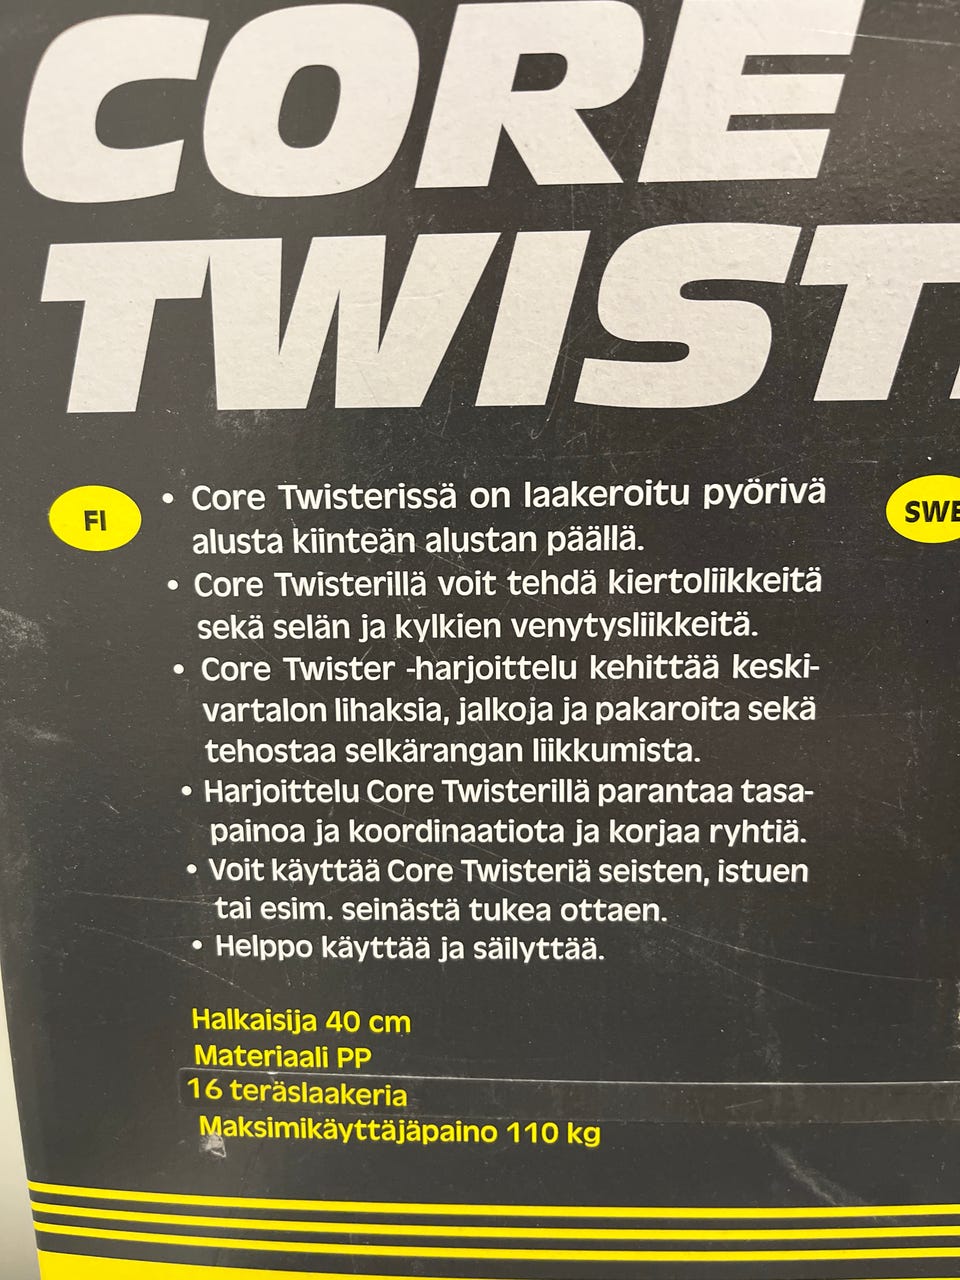 CORE
TWIST
FI
• Core Twisterissä on laakeroitu pyörivä
alusta kiinteän alustan päällä.
• Core Twisterillä voit tehdä kiertoliikkeitä
sekä selän ja kylkien venytysliikkeitä.
• Core Twister -harjoittelu kehittää keski-
vartalon lihaksia, jalkoja ja pakaroita sekä
tehostaa selkärangan liikkumista.
• Harjoittelu Core Twisterillä parantaa tasa-
painoa ja koordinaatiota ja korjaa ryhtiä.
• Voit käyttää Core Twisteriä seisten, istuen
tai esim. seinästä tukea ottaen.
• Helppo käyttää ja säilyttää.
Halkaisija 40 cm
Materiaali PP
16 teräslaakeria
Maksimikäyttäjäpaino 110 kg
SWE